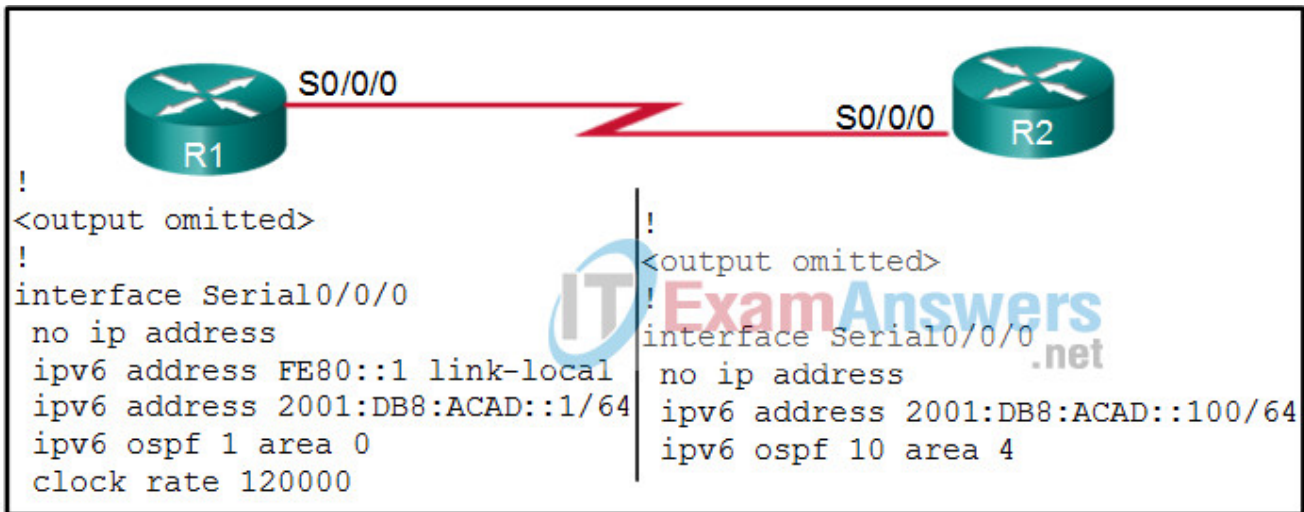 S0/0/0
S0/0/0
R1
R2
!
<output omitted>
!
interface Serial0/0/0
no ip address
ipv6 address FE80::1 link-local
ipv6 address 2001:DB8:ACAD::1/64
ipv6 ospf 1 area 0
clock rate 120000
!
<output omitted>
!
interface Serial0/0/0
no ip address
ipv6 address 2001:DB8:ACAD::100/64
ipv6 ospf 10 area 4
IT ExamAnswers
.net